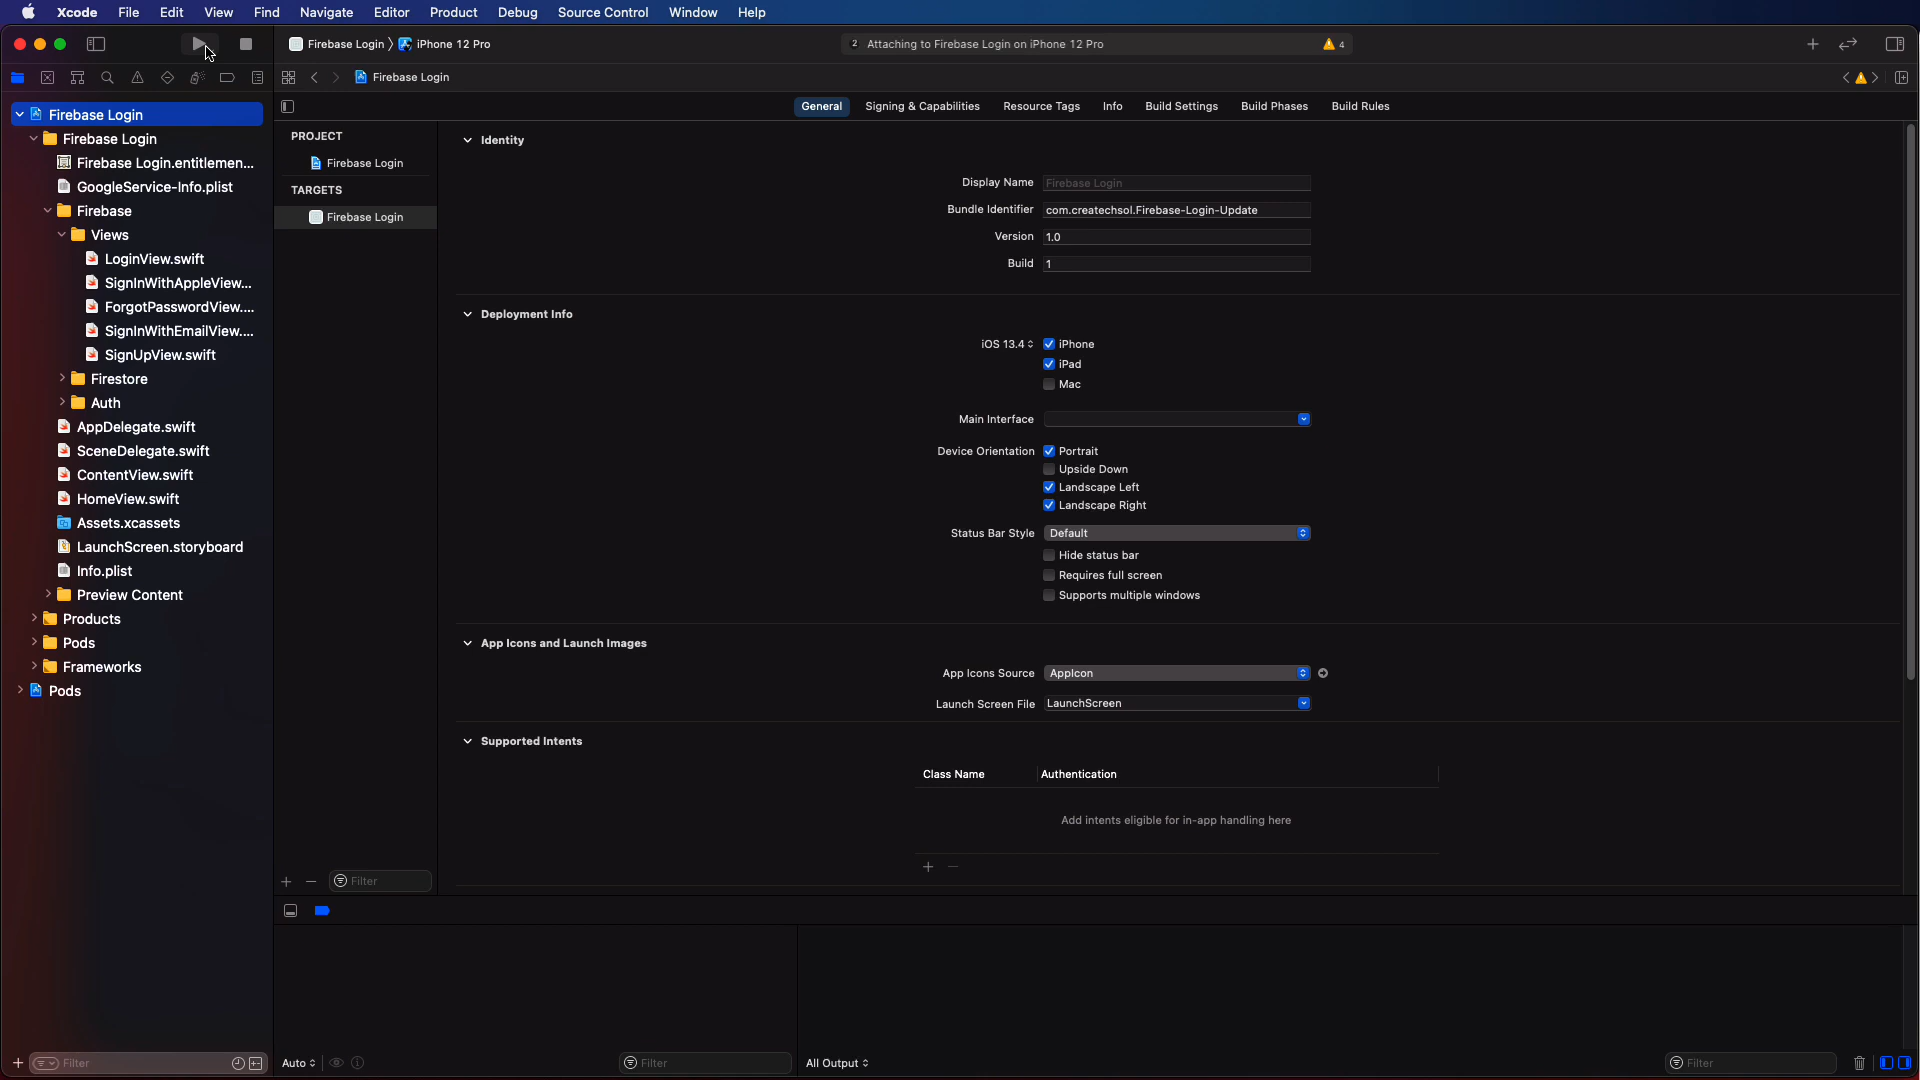 Xcode File Edit View Find Navigate Editor Product Debug Source Control Window Help
Firebase Login iPhone 12 Pro
2 Attaching to Firebase Login on iPhone 12 Pro 4
Firebase Login
General Signing & Capabilities Resource Tags Info Build Settings Build Phases Build Rules
Firebase Login
Firebase Login
Firebase Login.entitlemen...
GoogleService-Info.plist
Firebase
Views
LoginView.swift
SignInWithAppleView...
ForgotPasswordView....
SignInWithEmailView....
SignUpView.swift
Firestore
Auth
AppDelegate.swift
SceneDelegate.swift
ContentView.swift
HomeView.swift
Assets.xcassets
LaunchScreen.storyboard
Info.plist
Preview Content
Products
Pods
Frameworks
Pods
Filter
PROJECT
Firebase Login
TARGETS
Firebase Login
Filter
Identity
Display Name Firebase Login
Bundle Identifier com.createchsol.Firebase-Login-Update
Version 1.0
Build 1
Deployment Info
iOS 13.4 iPhone
iPad
Mac
Main Interface
Device Orientation Portrait
Upside Down
Landscape Left
Landscape Right
Status Bar Style Default
Hide status bar
Requires full screen
Supports multiple windows
App Icons and Launch Images
App Icons Source AppIcon
Launch Screen File LaunchScreen
Supported Intents
Class Name Authentication
Add intents eligible for in-app handling here
Auto Filter All Output Filter